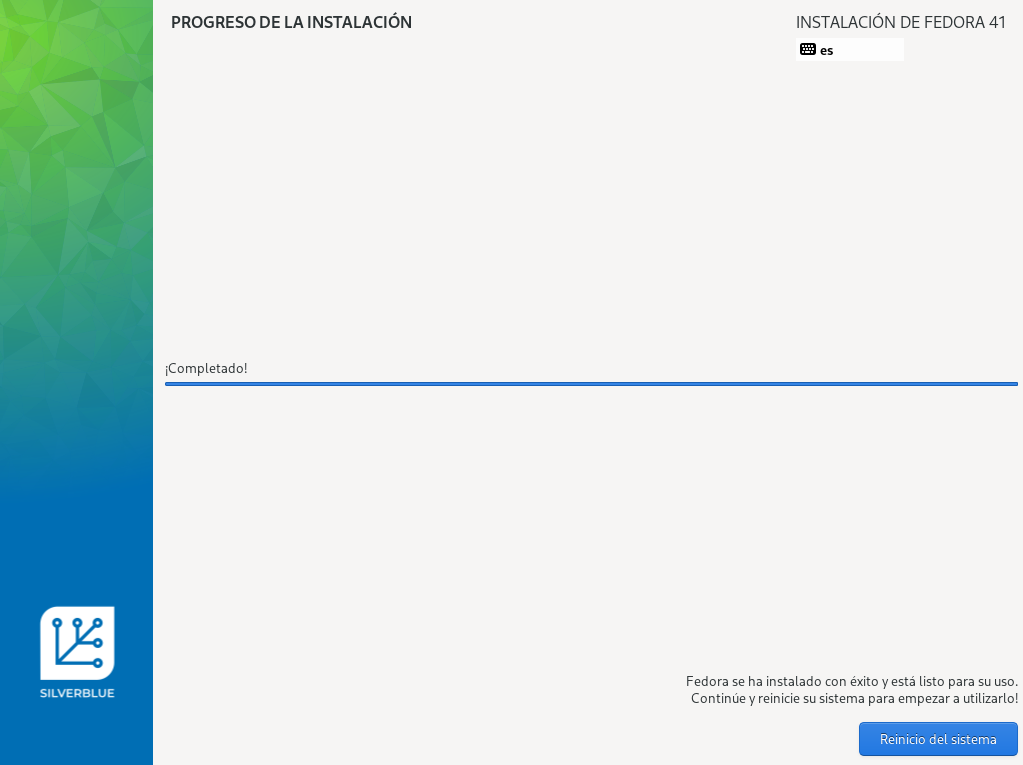 PROGRESO DE LA INSTALACIÓN
INSTALACIÓN DE FEDORA 41
es
¡Completado!
SILVERBLUE
Fedora se ha instalado con éxito y está listo para su uso.
Continúe y reinicie su sistema para empezar a utilizarlo!
Reinicio del sistema